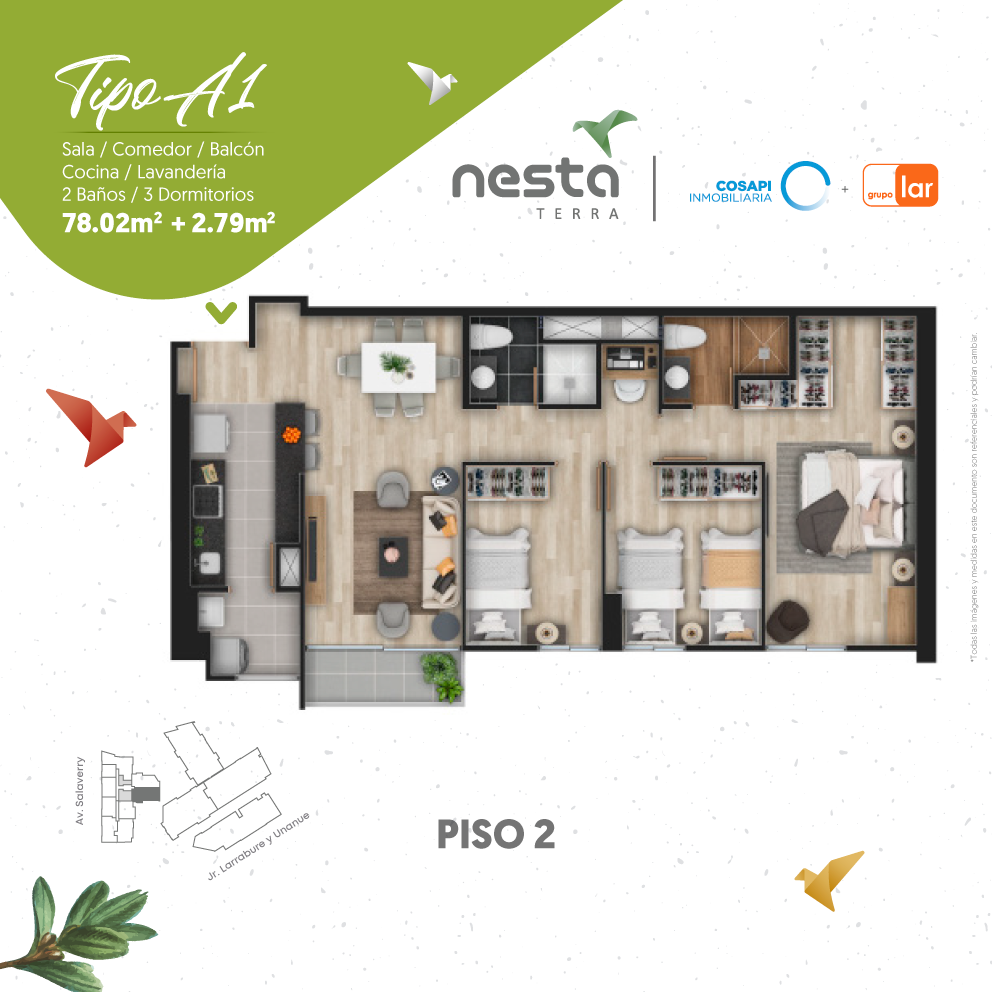 Tipo A1
Sala / Comedor / Balcón
Cocina / Lavandería
2 Baños / 3 Dormitorios
78.02m² + 2.79m²
nesta
TERRA
COSAPI
INMOBILIARIA
+
grupo lar
*Todas las imágenes y medidas en este documento son referenciales y podrían cambiar.
Av. Salaverry
Jr. Larrabure y Unanue
PISO 2